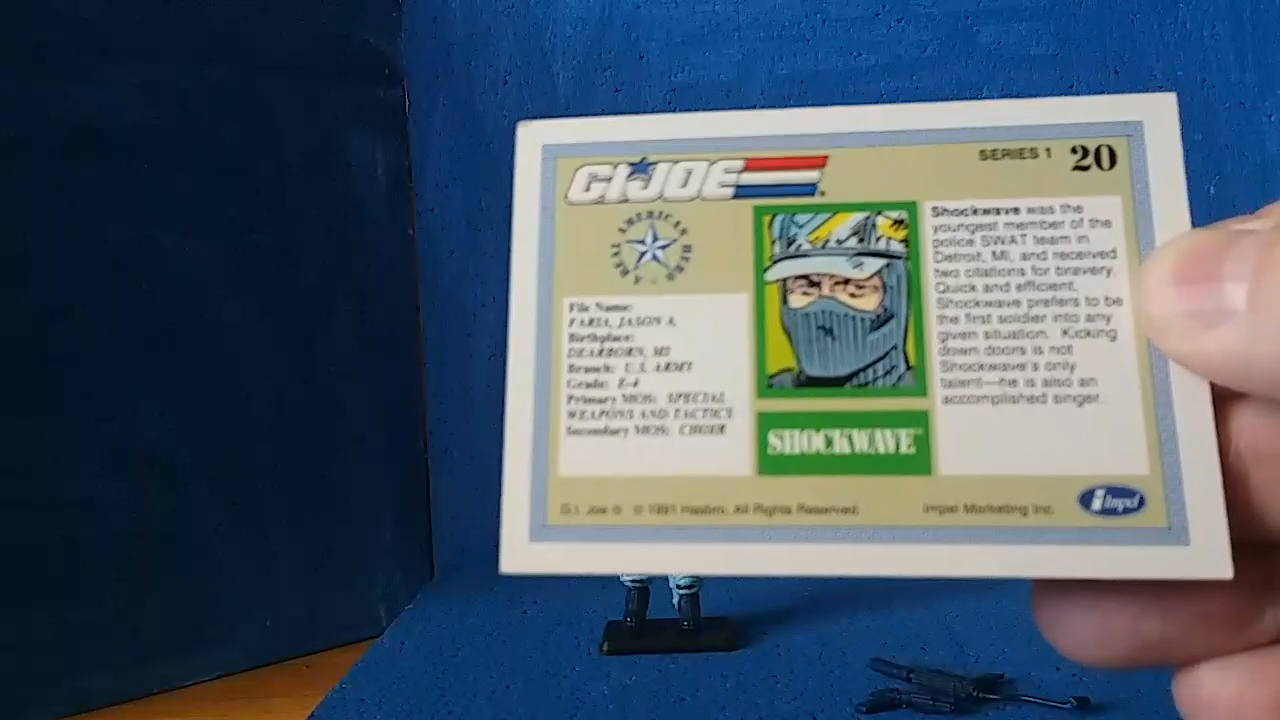 SERIES 1 20
GI JOE
A REAL AMERICAN HERO
File Name:
FARIA, JASON A.
Birthplace:
DEARBORN, MI
Branch: U.S. ARMY
Grade: E-4
Primary MOS: SPECIAL
WEAPONS AND TACTICS
Secondary MOS:
SHOCKWAVE™
Shockwave was the
youngest member of the
police SWAT team in
Detroit, MI, and received
two citations for bravery.
Quick and efficient,
Shockwave prefers to be
the first soldier into any
given situation. Kicking
down doors is not
Shockwave's only
talent—he is also an
accomplished singer.
G.I. Joe ® © 1991 Hasbro. All Rights Reserved.
Impel Marketing Inc.
Impel